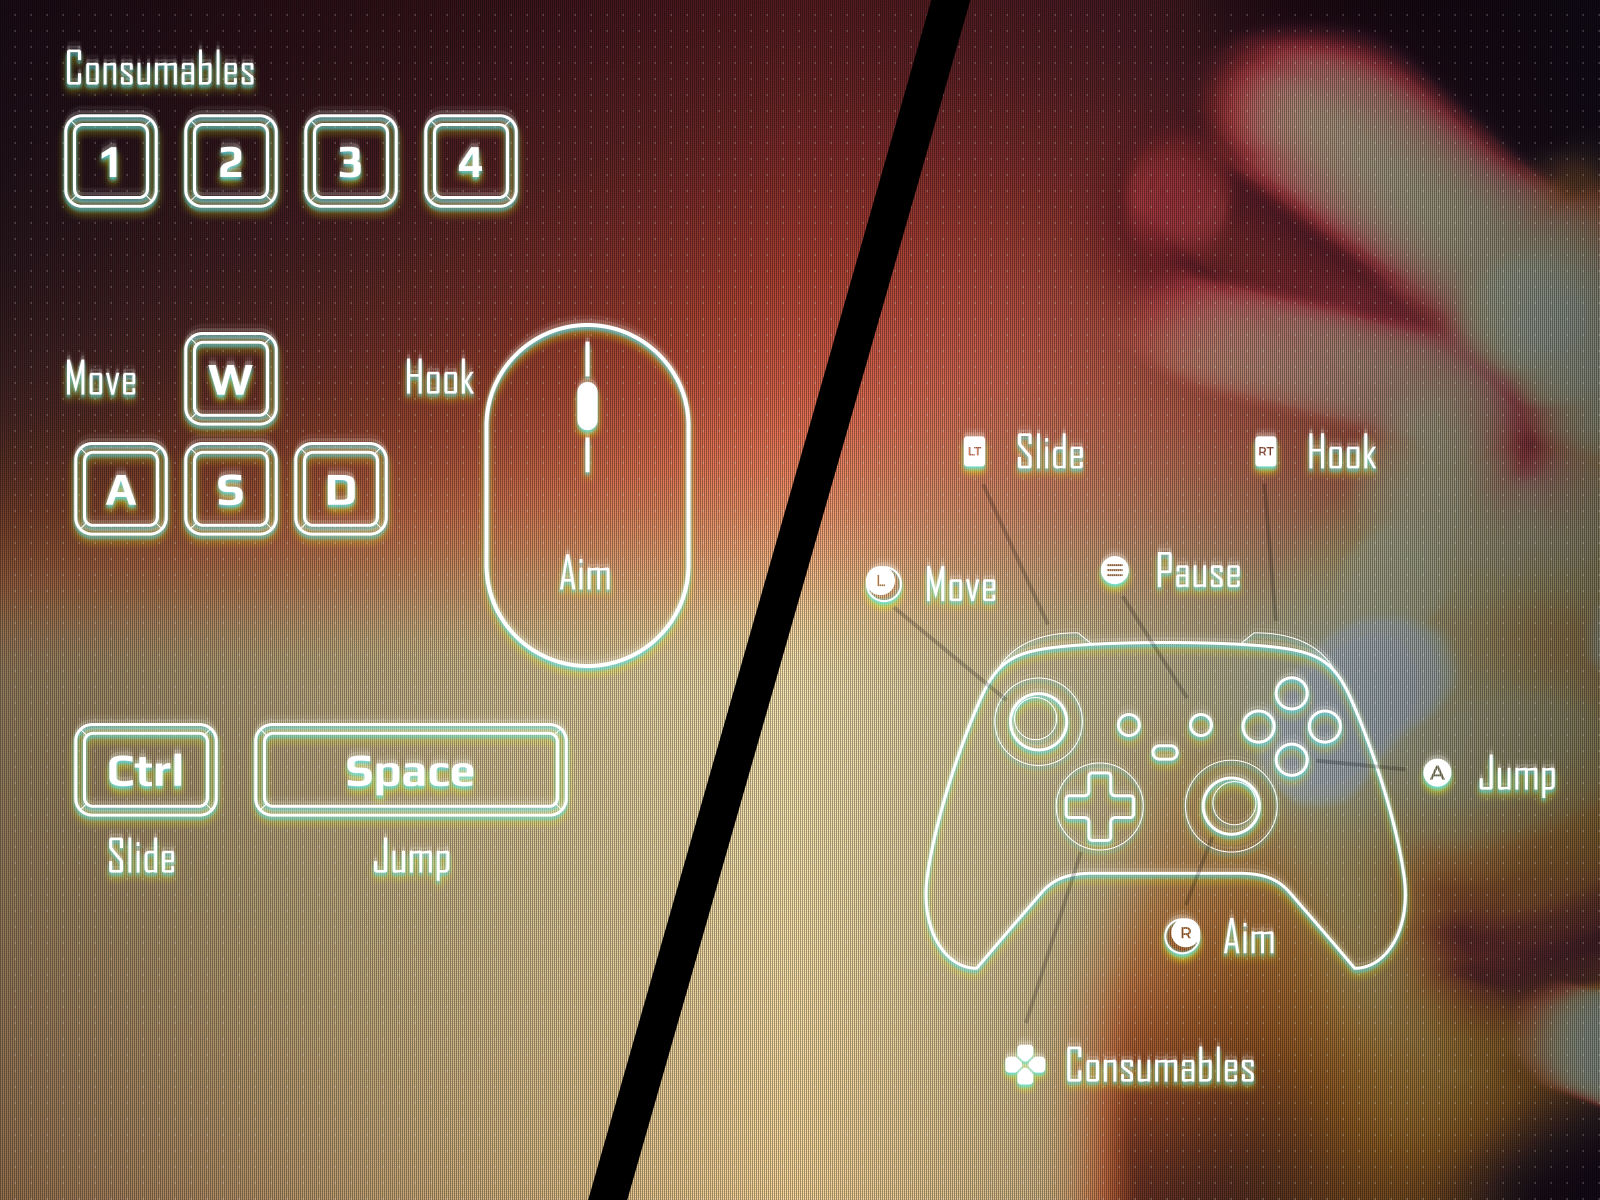 Consumables
1 2 3 4
Move W
A S D
Hook
Aim
Ctrl Space
Slide Jump
LT Slide
RT Hook
L Move
Pause
A Jump
R Aim
Consumables